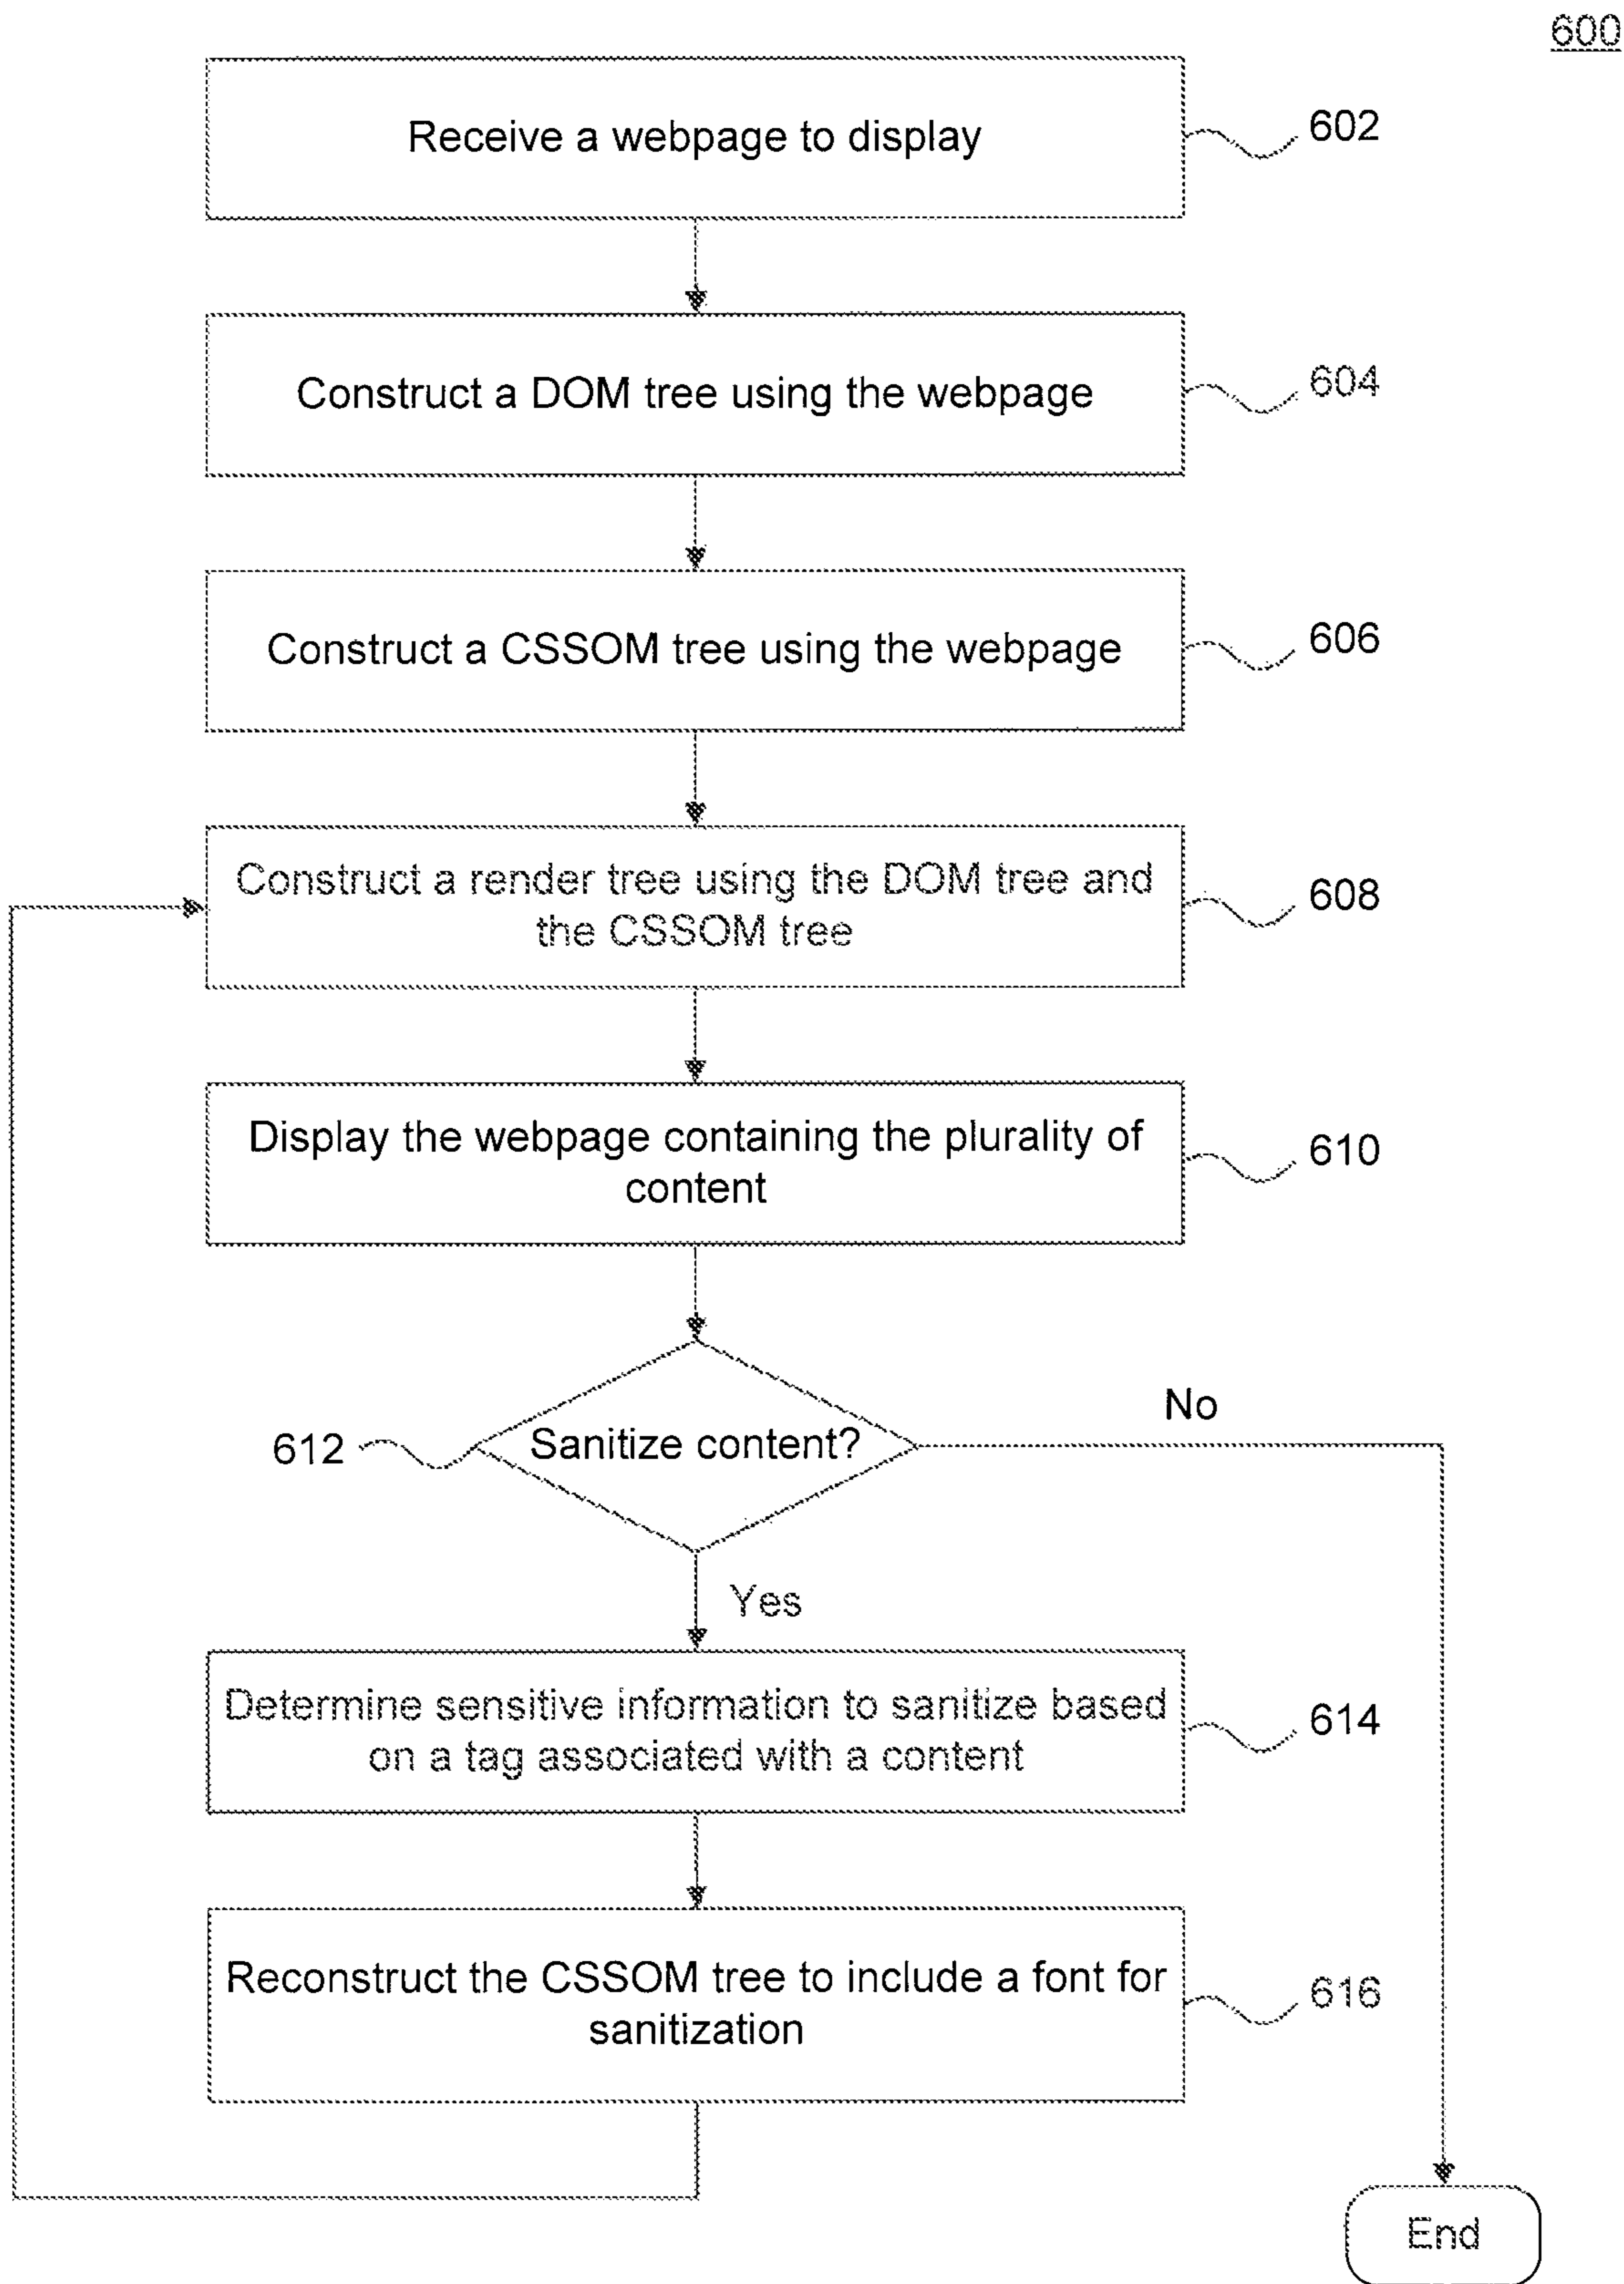 600
Receive a webpage to display
602
Construct a DOM tree using the webpage
604
Construct a CSSOM tree using the webpage
606
Construct a render tree using the DOM tree and
the CSSOM tree
608
Display the webpage containing the plurality of
content
610
No
612
Sanitize content?
Yes
Determine sensitive information to sanitize based
on a tag associated with a content
614
Reconstruct the CSSOM tree to include a font for
sanitization
616
End